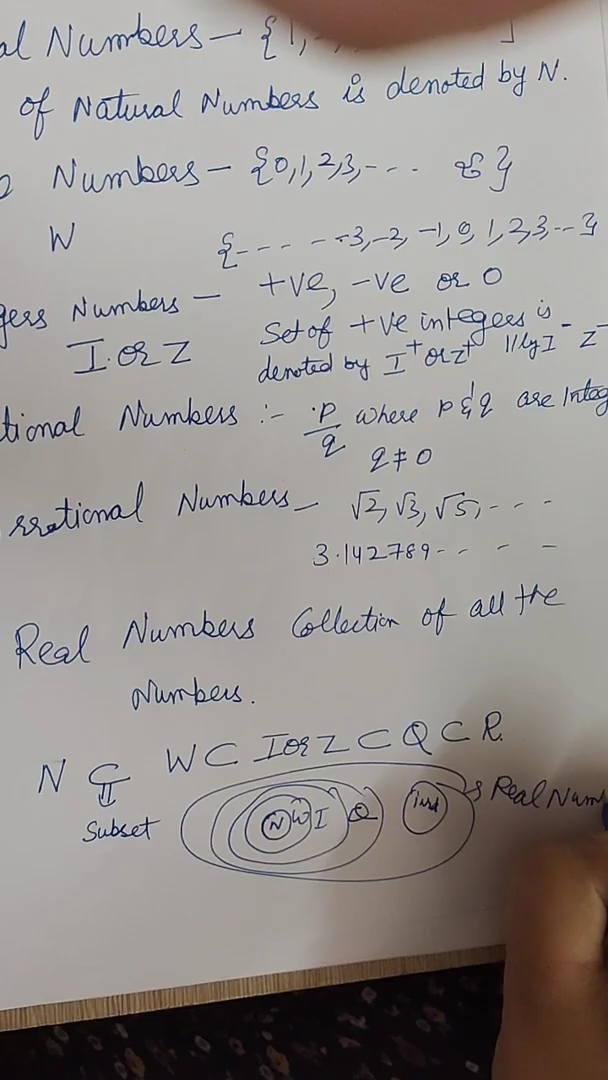 al Numbers - {1,
of Natural Numbers is denoted by N.
Numbers - {0,1,2,3,---- }
W
{---- --3,-2, -1, 0, 1, 2, 3 ---}
gers Numbers - +ve, -ve or 0
I or Z
Set of +ve integers is
denoted by I+ or Z+ llly I- Z-
tional Numbers :- P/q where p & q are Integ
q ≠ 0
rrational Numbers - √2, √3, √5, - - -
3.142789 - - - -
Real Numbers Collection of all the
Numbers.
N ⊂ W ⊂ I or Z ⊂ Q ⊂ R.
Subset
N W I Q irr
Real Num